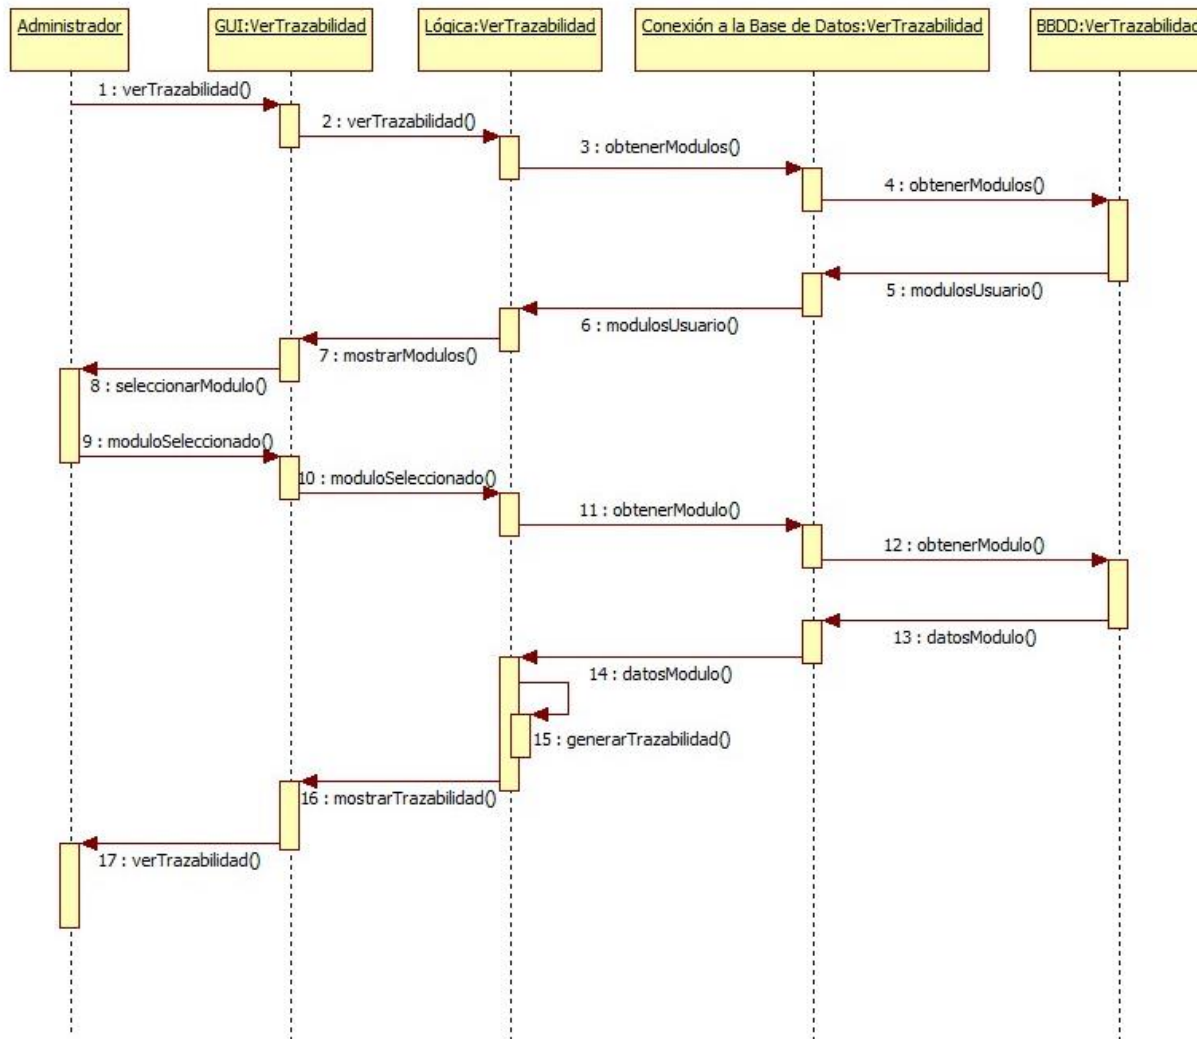 Administrador
GUI:VerTrazabilidad
Lógica:VerTrazabilidad
Conexión a la Base de Datos:VerTrazabilidad
BBDD:VerTrazabilidad
1 : verTrazabilidad()
2 : verTrazabilidad()
3 : obtenerModulos()
4 : obtenerModulos()
5 : modulosUsuario()
6 : modulosUsuario()
7 : mostrarModulos()
8 : seleccionarModulo()
9 : moduloSeleccionado()
10 : moduloSeleccionado()
11 : obtenerModulo()
12 : obtenerModulo()
13 : datosModulo()
14 : datosModulo()
15 : generarTrazabilidad()
16 : mostrarTrazabilidad()
17 : verTrazabilidad()